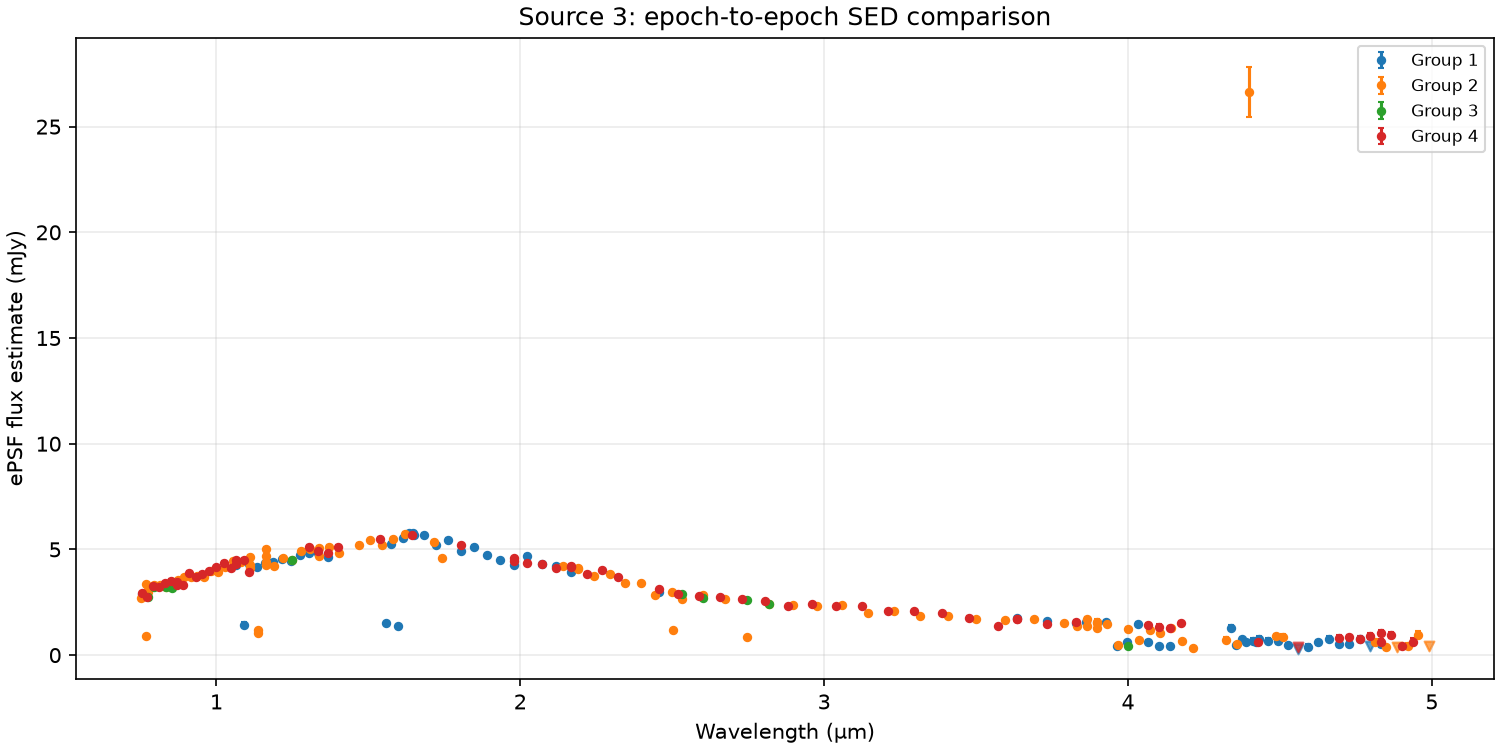 Source 3: epoch-to-epoch SED comparison
Group 1
Group 2
Group 3
Group 4
ePSF flux estimate (mJy)
25
20
15
10
5
0
1 2 3 4 5
Wavelength (μm)